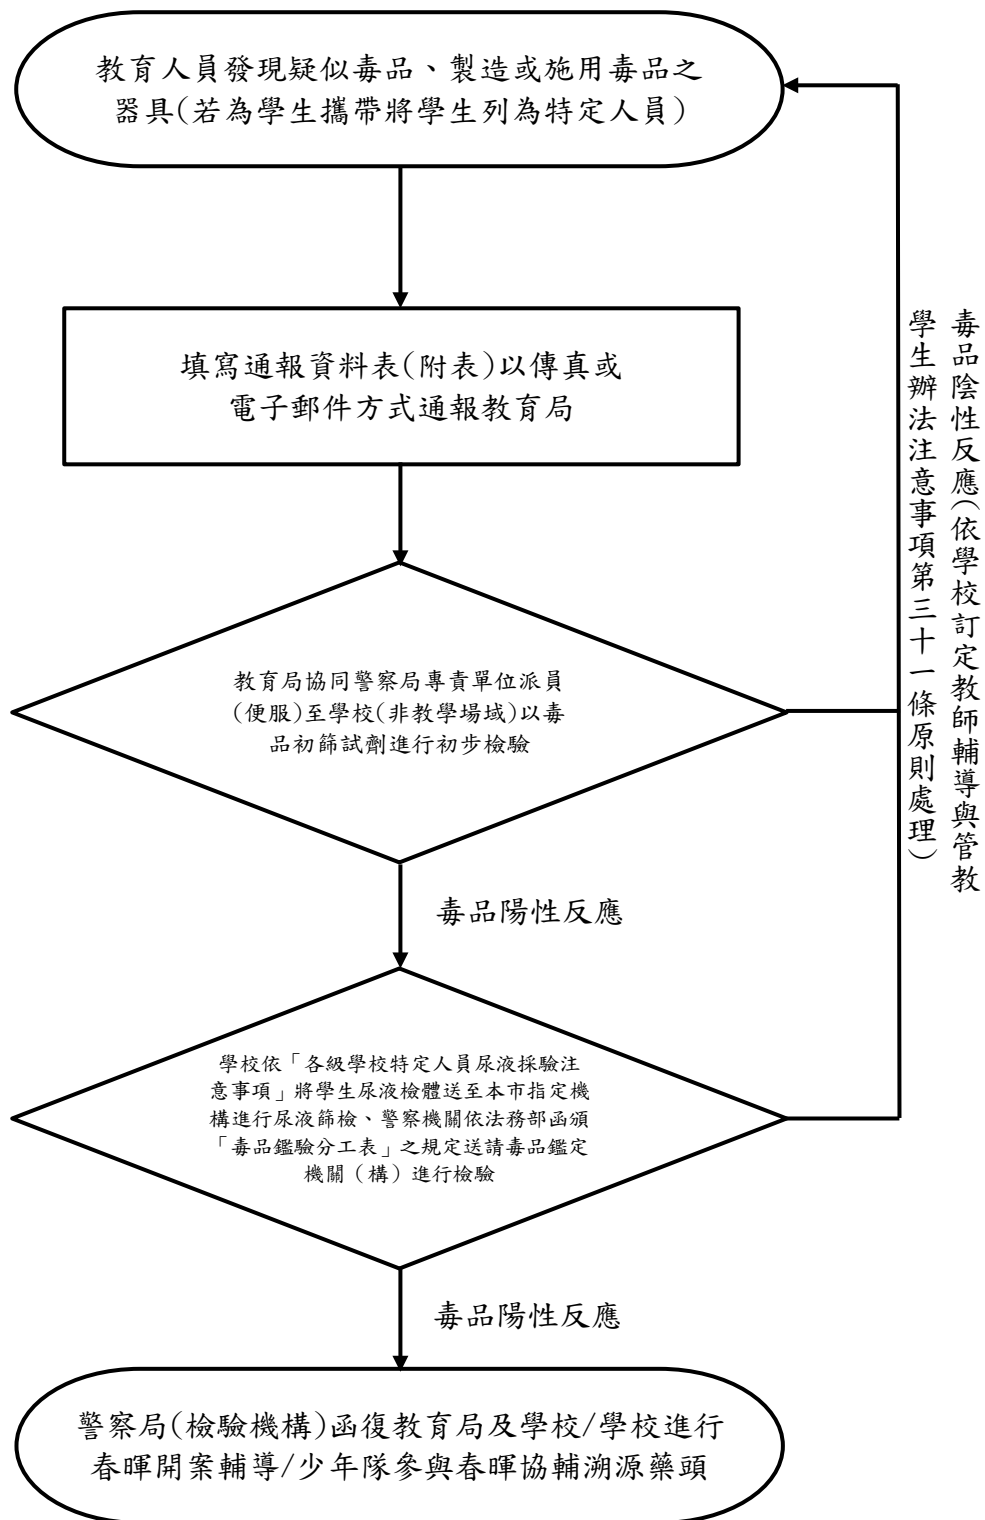 教育人員發現疑似毒品、製造或施用毒品之
器具(若為學生攜帶將學生列為特定人員)
填寫通報資料表(附表)以傳真或
電子郵件方式通報教育局
教育局協同警察局專責單位派員
(便服)至學校(非教學場域)以毒
品初篩試劑進行初步檢驗
毒品陰性反應(依學校訂定教師輔導與管教
學生辦法注意事項第三十一條原則處理)
毒品陽性反應
學校依「各級學校特定人員尿液採驗注
意事項」將學生尿液檢體送至本市指定機
構進行尿液篩檢、警察機關依法務部函頒
「毒品鑑驗分工表」之規定送請毒品鑑定
機關(構)進行檢驗
毒品陽性反應
警察局(檢驗機構)函復教育局及學校/學校進行
春暉開案輔導/少年隊參與春暉協輔溯源藥頭